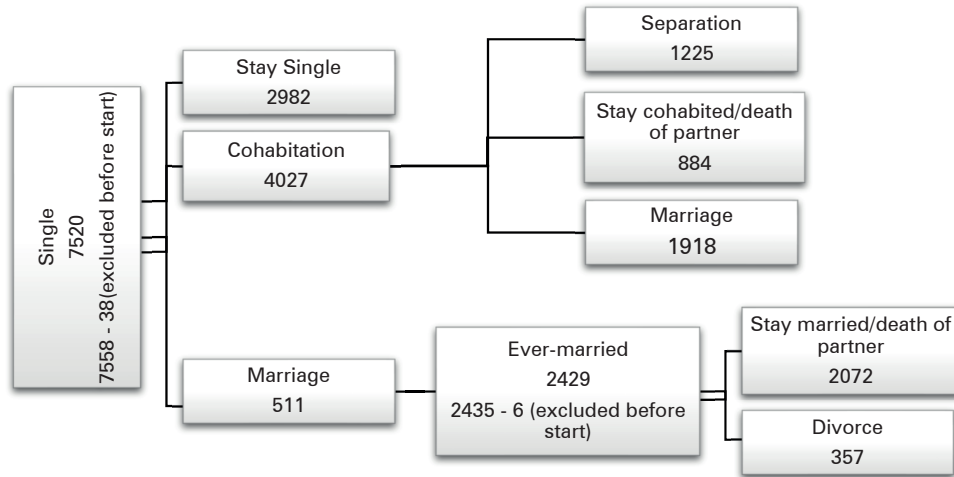 Single
7520
7558 - 38(excluded before start)
Stay Single
2982
Cohabitation
4027
Marriage
511
Separation
1225
Stay cohabited/death
of partner
884
Marriage
1918
Ever-married
2429
2435 - 6 (excluded before
start)
Stay married/death of
partner
2072
Divorce
357